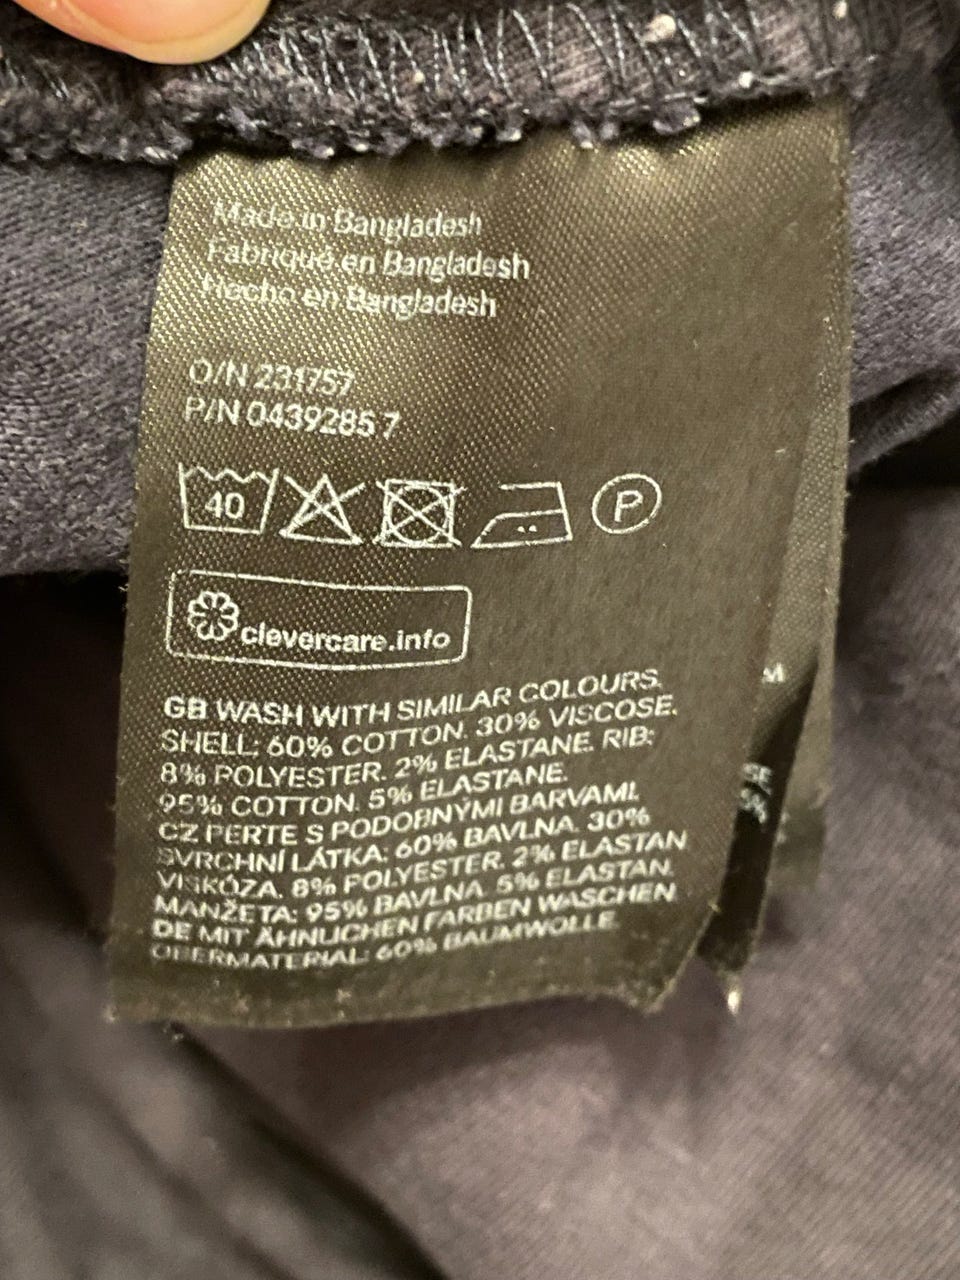 Made in Bangladesh
Fabriqué en Bangladesh
Hecho en Bangladesh
O/N 231757
P/N 0439285 7
40
P
clevercare.info
GB WASH WITH SIMILAR COLOURS.
SHELL: 60% COTTON. 30% VISCOSE.
8% POLYESTER. 2% ELASTANE. RIB:
95% COTTON. 5% ELASTANE.
CZ PERTE S PODOBNÝMI BARVAMI.
SVRCHNÍ LÁTKA: 60% BAVLNA. 30%
VISKÓZA. 8% POLYESTER. 2% ELASTAN.
MANŽETA: 95% BAVLNA. 5% ELASTAN.
DE MIT ÄHNLICHEN FARBEN WASCHEN.
OBERMATERIAL: 60% BAUMWOLLE.
M